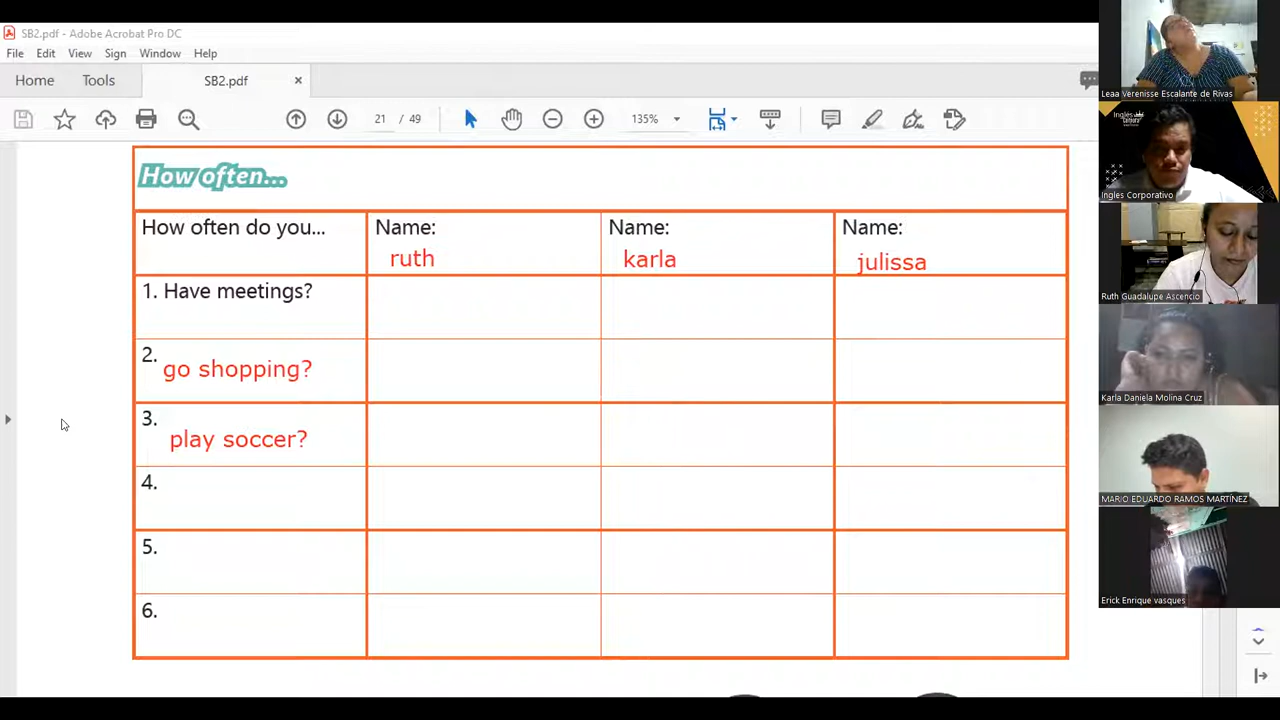 SB2.pdf - Adobe Acrobat Pro DC
File Edit View Sign Window Help
Home Tools SB2.pdf ×
21 / 49 135%
How often...
How often do you... Name: Name: Name:
ruth karla julissa
1. Have meetings?
2. go shopping?
3. play soccer?
4.
5.
6.
Leaa Verenisse Escalante de Rivas
Ingles
Ingles Corporativo
Ruth Guadalupe Ascencio
Karla Daniela Molina Cruz
MARIO EDUARDO RAMOS MARTÍNEZ
Erick Enrique vasques